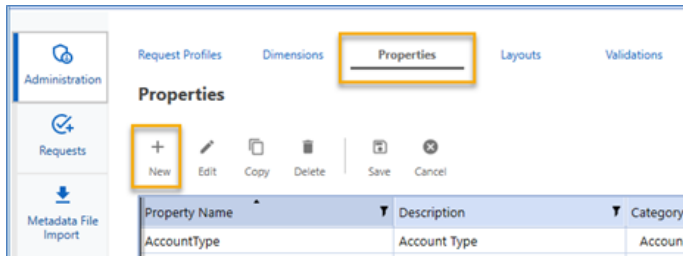 Administration
Requests
Metadata File
Import
Request Profiles Dimensions Properties Layouts Validations
Properties
New Edit Copy Delete Save Cancel
Property Name Description Category
AccountType Account Type Accoun